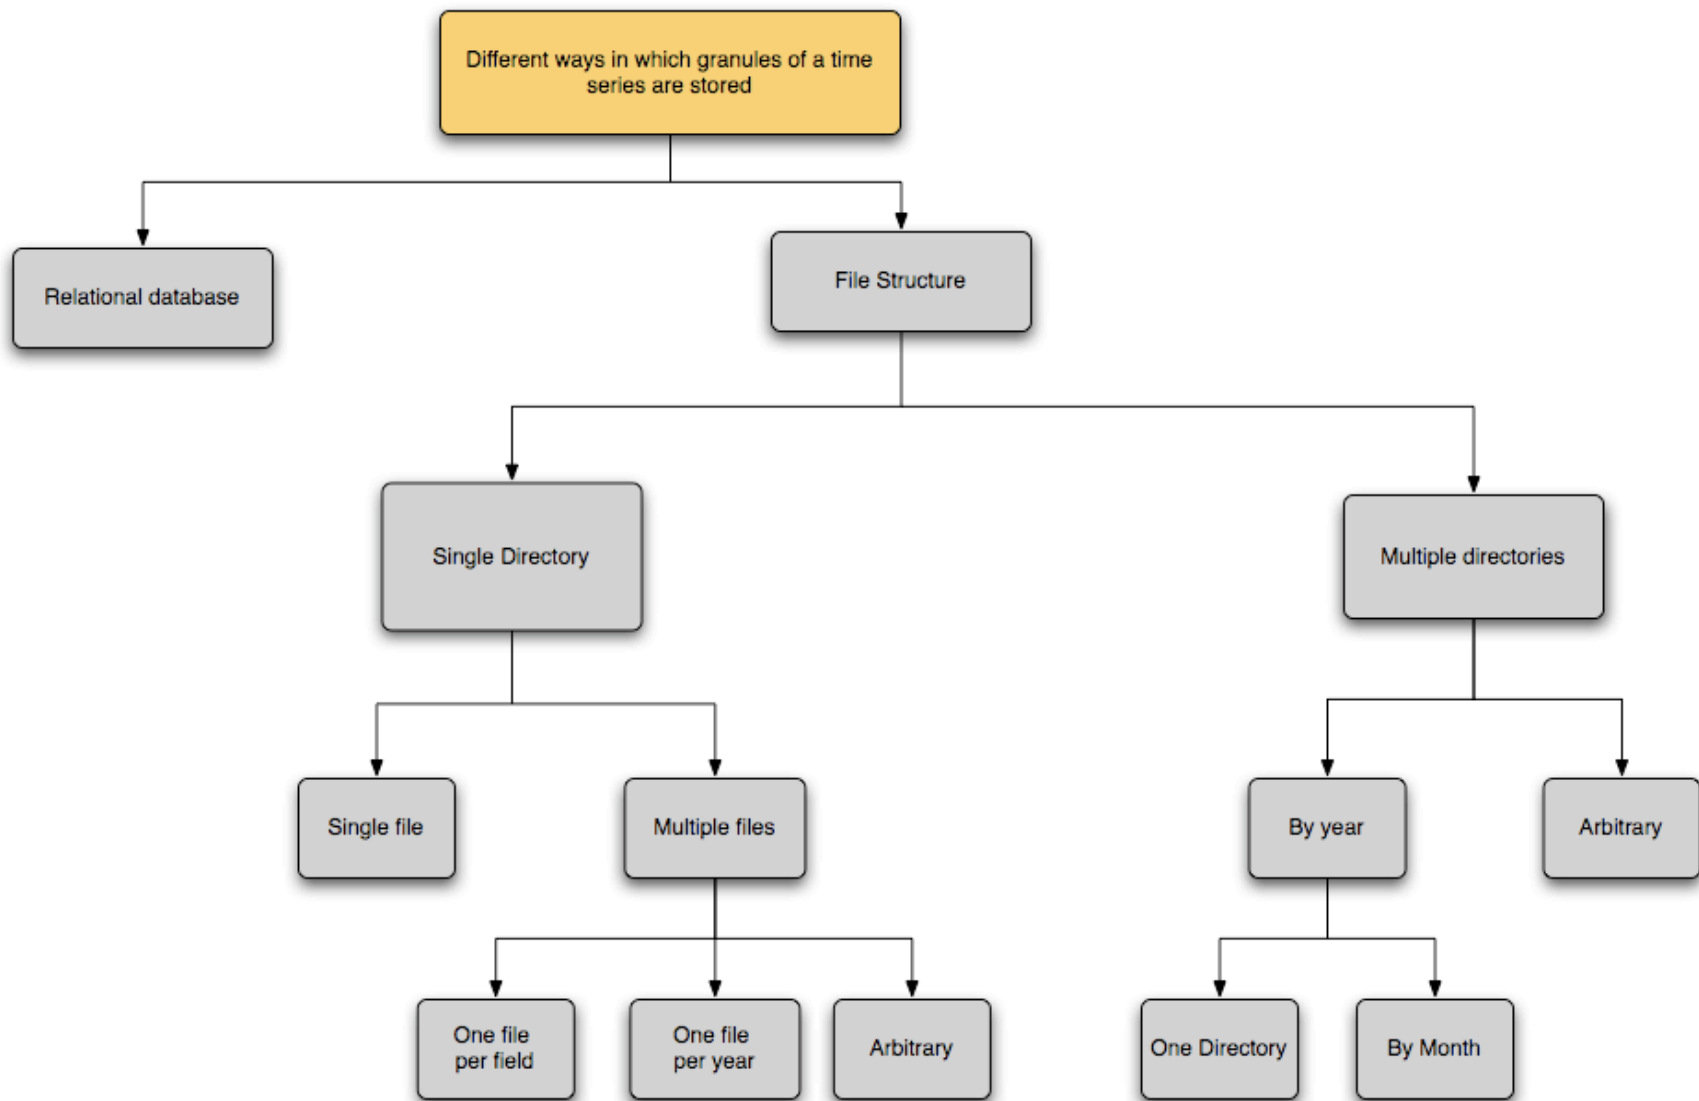 Different ways in which granules of a time
series are stored
Relational database
File Structure
Single Directory
Multiple directories
Single file
Multiple files
By year
Arbitrary
One file
per field
One file
per year
Arbitrary
One Directory
By Month